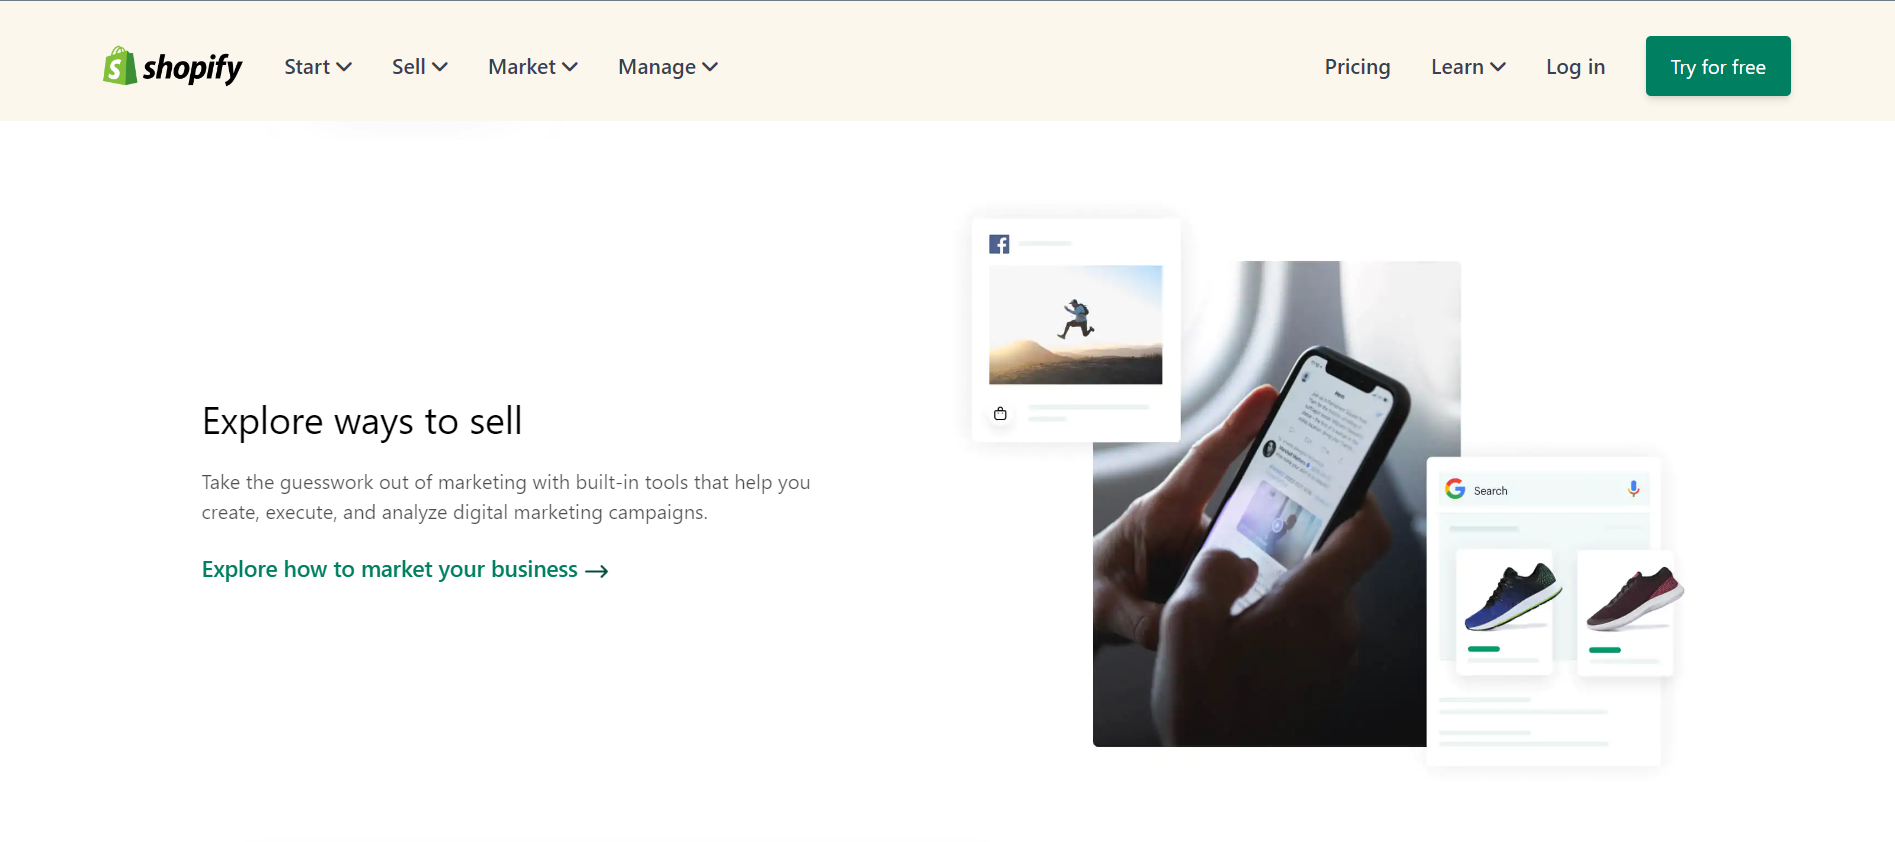 shopify
Start
Sell
Market
Manage
Pricing
Learn
Log in
Try for free
Explore ways to sell
Take the guesswork out of marketing with built-in tools that help you
create, execute, and analyze digital marketing campaigns.
Explore how to market your business
Search